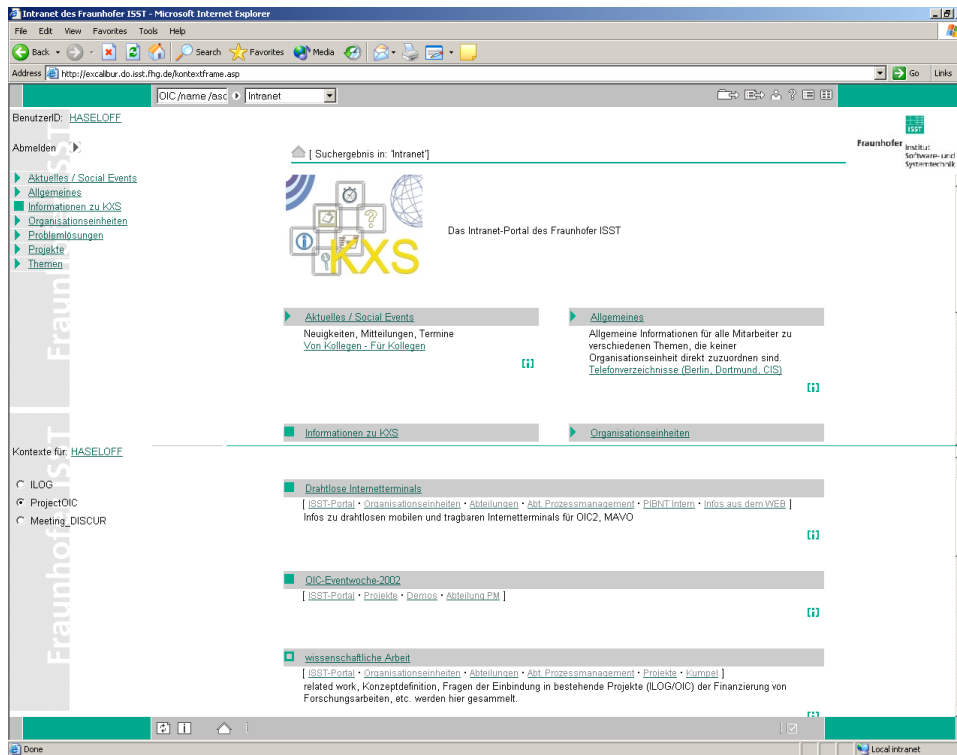 Intranet des Fraunhofer ISST - Microsoft Internet Explorer
File Edit View Favorites Tools Help
Back Search Favorites Media
Address http://excalibur.do.isst.fhg.de/kontextframe.asp Go Links
OIC/name/asc Intranet
BenutzerID: HASELOFF
Abmelden
Aktuelles / Social Events
Allgemeines
Informationen zu KXS
Organisationseinheiten
Problemlösungen
Projekte
Themen
Fraunhofer ISST
[ Suchergebnis in: 'Intranet']
ISST
Fraunhofer Institut
Software- und
Systemtechnik
KXS
Das Intranet-Portal des Fraunhofer ISST
Aktuelles / Social Events
Neuigkeiten, Mitteilungen, Termine
Von Kollegen - Für Kollegen
[i]
Allgemeines
Allgemeine Informationen für alle Mitarbeiter zu
verschiedenen Themen, die keiner
Organisationseinheit direkt zuzuordnen sind.
Telefonverzeichnisse (Berlin, Dortmund, CIS)
[i]
Informationen zu KXS
Organisationseinheiten
Kontexte für: HASELOFF
ILOG
ProjectOIC
Meeting_DISCUR
Fraunhofer ISST
Drahtlose Internetterminals
[ ISST-Portal • Organisationseinheiten • Abteilungen • Abt. Prozessmanagement • PIBNT Intern • Infos aus dem WEB ]
Infos zu drahtlosen mobilen und tragbaren Internetterminals für OIC2, MAVO
[i]
OIC-Eventwoche-2002
[ ISST-Portal • Projekte • Demos • Abteilung PM ]
[i]
wissenschaftliche Arbeit
[ ISST-Portal • Organisationseinheiten • Abteilungen • Abt. Prozessmanagement • Projekte • Kumpel ]
related work, Konzeptdefinition, Fragen der Einbindung in bestehende Projekte (ILOG/OIC) der Finanzierung von
Forschungsarbeiten, etc. werden hier gesammelt.
[i]
Done Local intranet